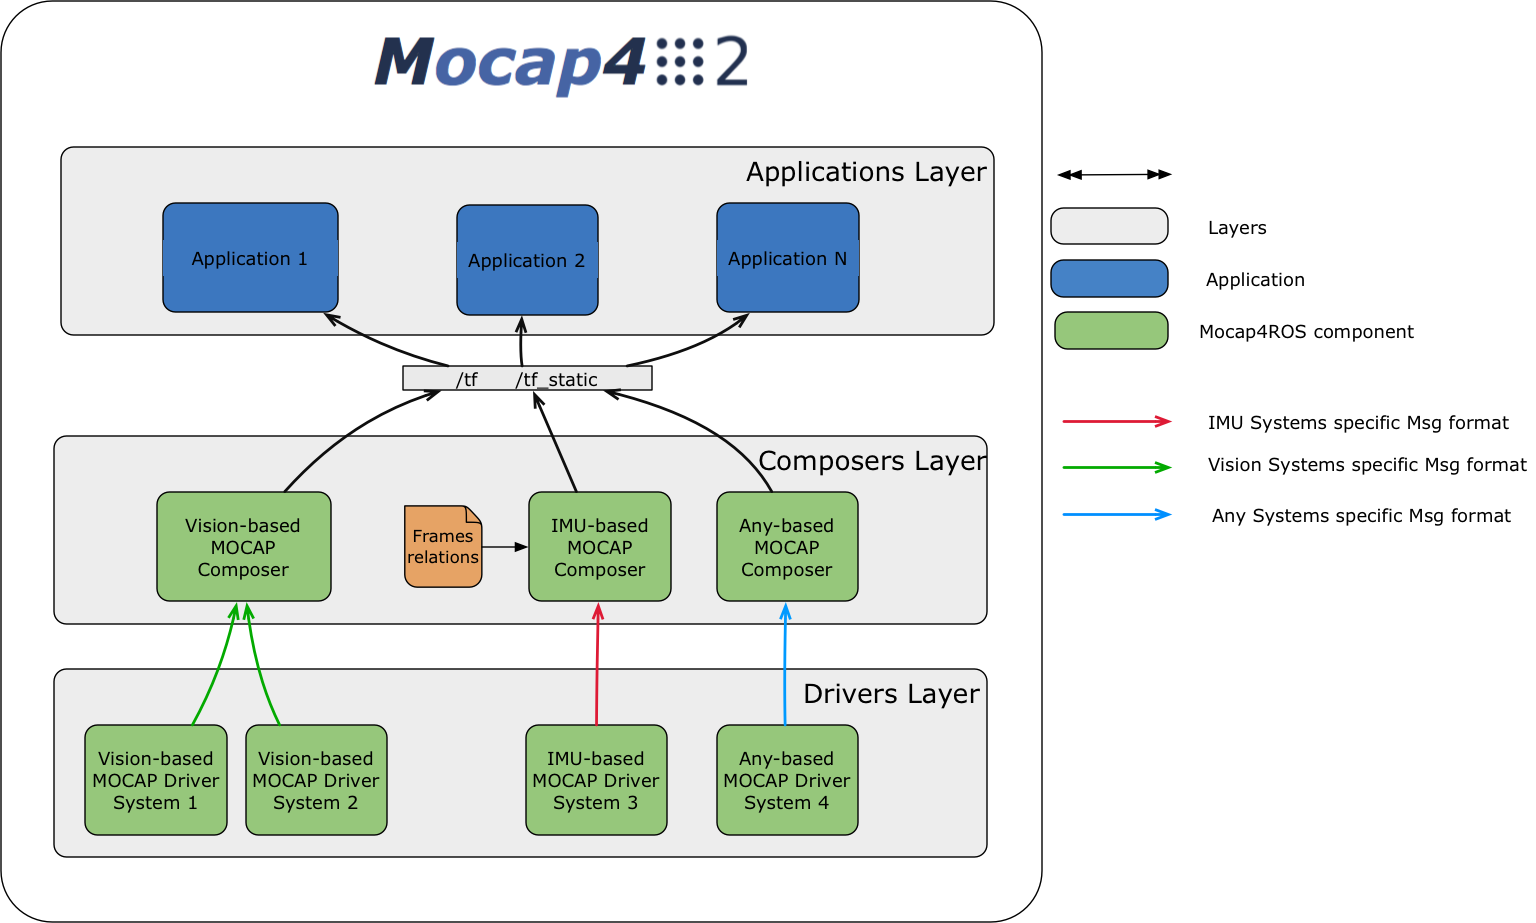 Mocap4 2
Applications Layer
Application 1
Application 2
Application N
/tf /tf_static
Composers Layer
Vision-based
MOCAP
Composer
Frames
relations
IMU-based
MOCAP
Composer
Any-based
MOCAP
Composer
Drivers Layer
Vision-based
MOCAP Driver
System 1
Vision-based
MOCAP Driver
System 2
IMU-based
MOCAP Driver
System 3
Any-based
MOCAP Driver
System 4
Layers
Application
Mocap4ROS component
IMU Systems specific Msg format
Vision Systems specific Msg format
Any Systems specific Msg format